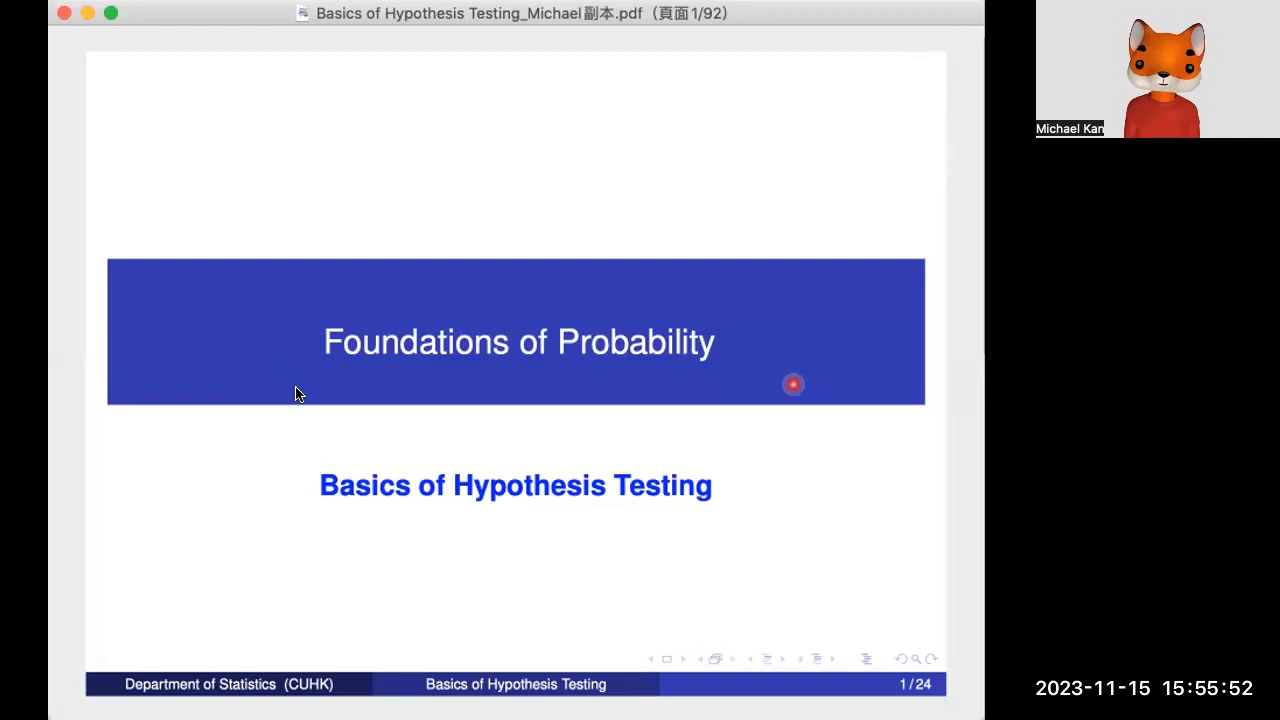 Basics of Hypothesis Testing_Michael副本.pdf（頁面1/92）
Michael Kan
Foundations of Probability
Basics of Hypothesis Testing
Department of Statistics (CUHK)
Basics of Hypothesis Testing
1 / 24
2023-11-15 15:55:52